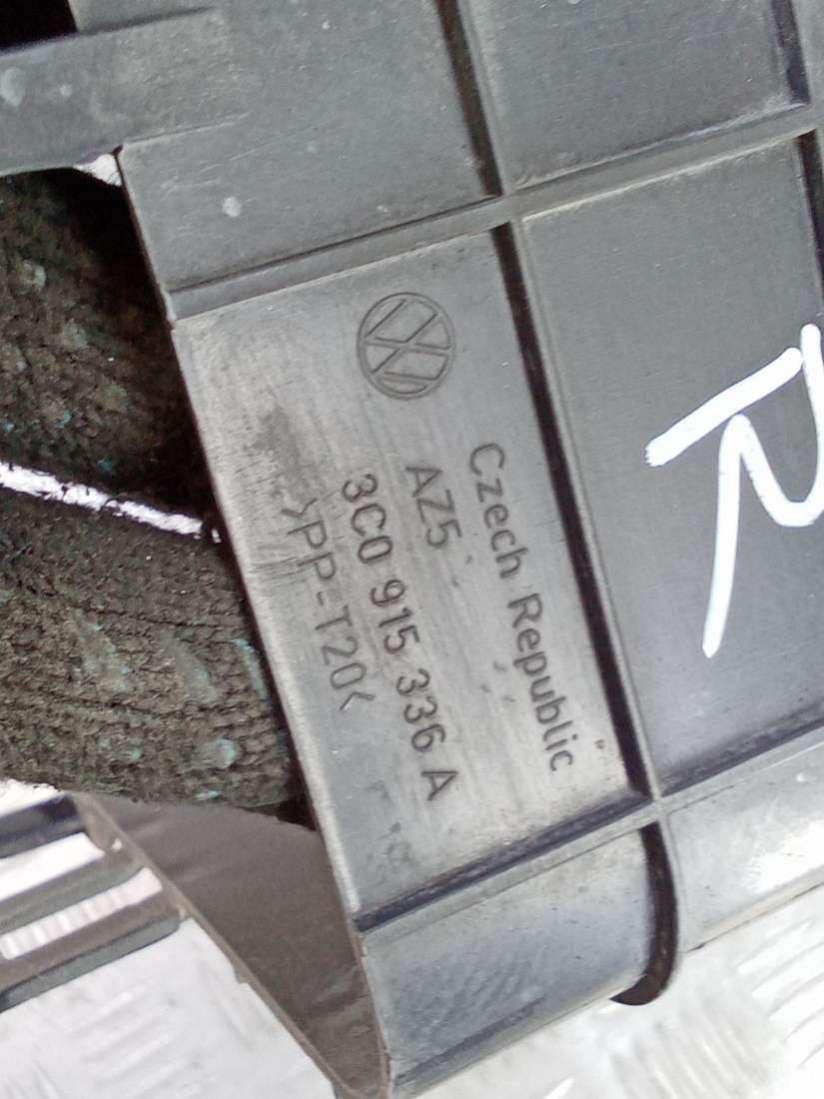 Czech Republic
AZ5
3C0 915 336 A
>PP-T20<
R